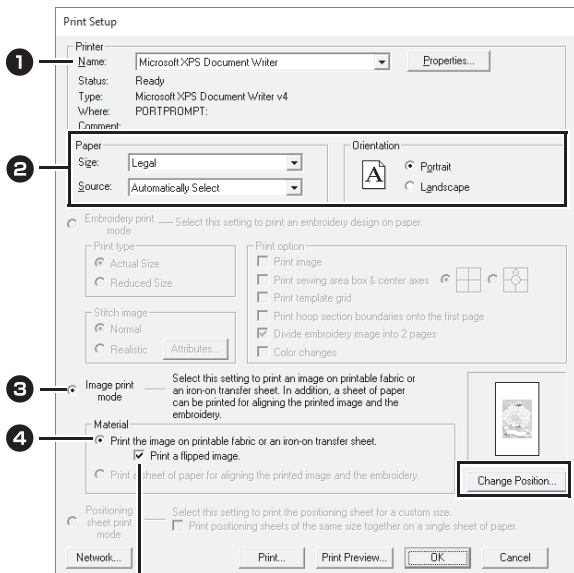 Print Setup
Printer
1 Name: Microsoft XPS Document Writer Properties...
Status: Ready
Type: Microsoft XPS Document Writer v4
Where: PORTPROMPT:
Comment:
Paper Orientation
2 Size: Legal A Portrait
Source: Automatically Select Landscape
Embroidery print mode Select this setting to print an embroidery design on paper.
Print type Print option
Actual Size Print image
Reduced Size Print sewing area box & center axes
Print template grid
Stitch image Print hoop section boundaries onto the first page
Normal Divide embroidery image into 2 pages
Realistic Attributes... Color changes
3 Image print mode Select this setting to print an image on printable fabric or
an iron-on transfer sheet. In addition, a sheet of paper
can be printed for aligning the printed image and the
embroidery.
Material
4 Print the image on printable fabric or an iron-on transfer sheet.
Print a flipped image.
Print a sheet of paper for aligning the printed image and the embroidery.
Change Position...
Positioning sheet print mode Select this setting to print the positioning sheet for a custom size.
Print positioning sheets of the same size together on a single sheet of paper.
Network... Print... Print Preview... OK Cancel